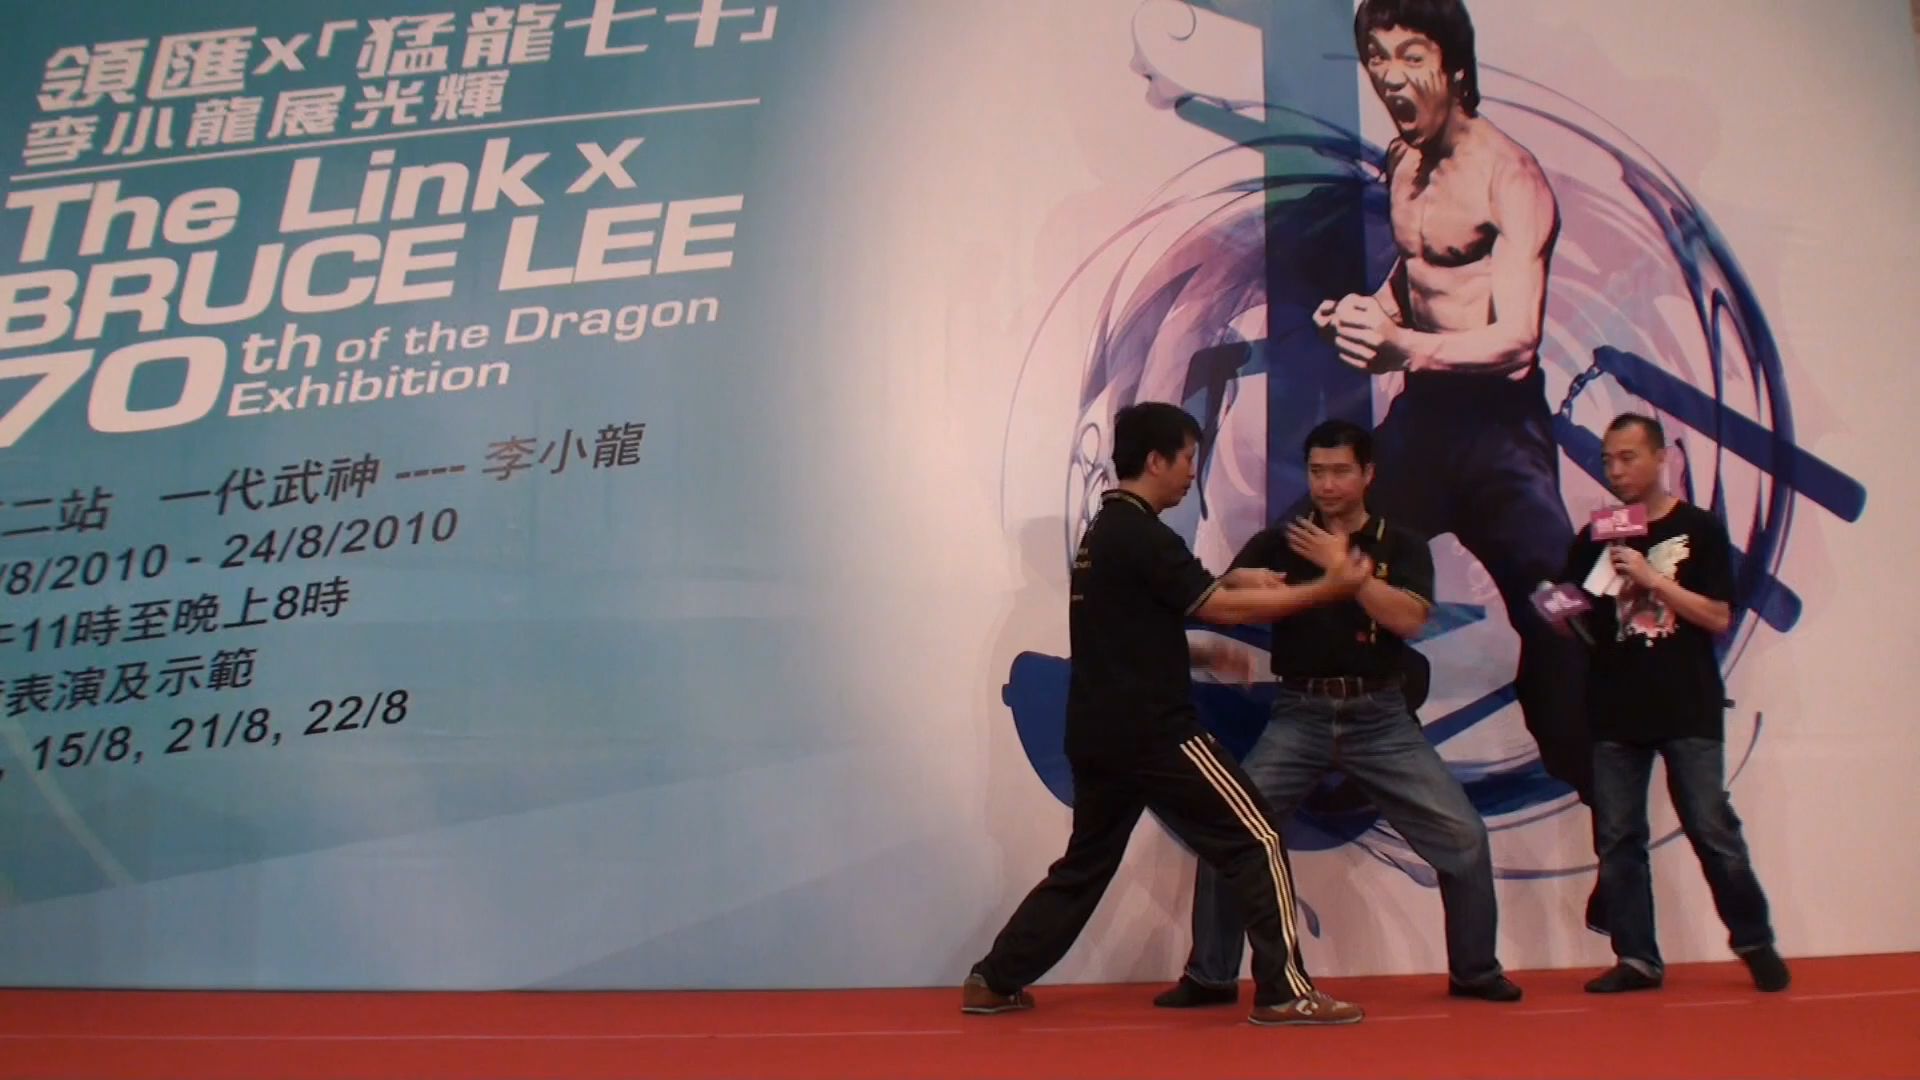 領匯x「猛龍七十」
李小龍展光輝
The Link x
BRUCE LEE
70th of the Dragon
Exhibition
二站 一代武神 ---- 李小龍
/8/2010 - 24/8/2010
11時至晚上8時
表演及示範
, 15/8, 21/8, 22/8